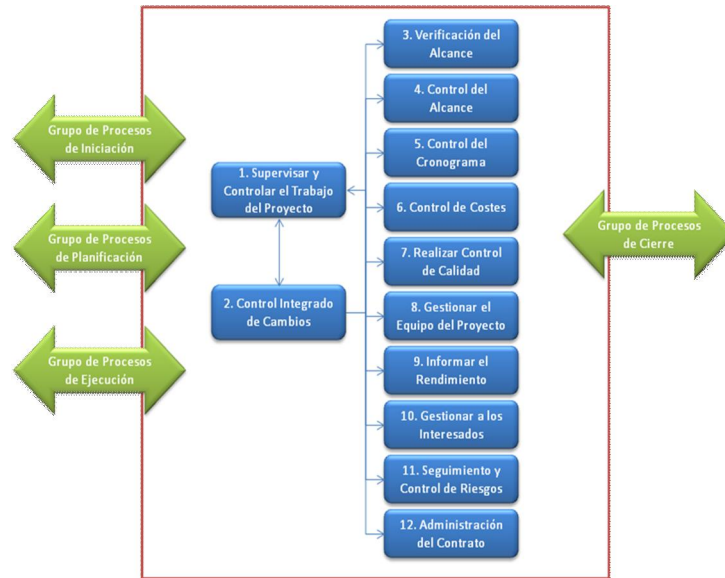 Grupo de Procesos
de Iniciación
Grupo de Procesos
de Planificación
Grupo de Procesos
de Ejecución
1. Supervisar y
Controlar el Trabajo
del Proyecto
2. Control Integrado
de Cambios
3. Verificación del
Alcance
4. Control del
Alcance
5. Control del
Cronograma
6. Control de Costes
7. Realizar Control
de Calidad
8. Gestionar el
Equipo del Proyecto
9. Informar el
Rendimiento
10. Gestionar a los
Interesados
11. Seguimiento y
Control de Riesgos
12. Administración
del Contrato
Grupo de Procesos
de Cierre